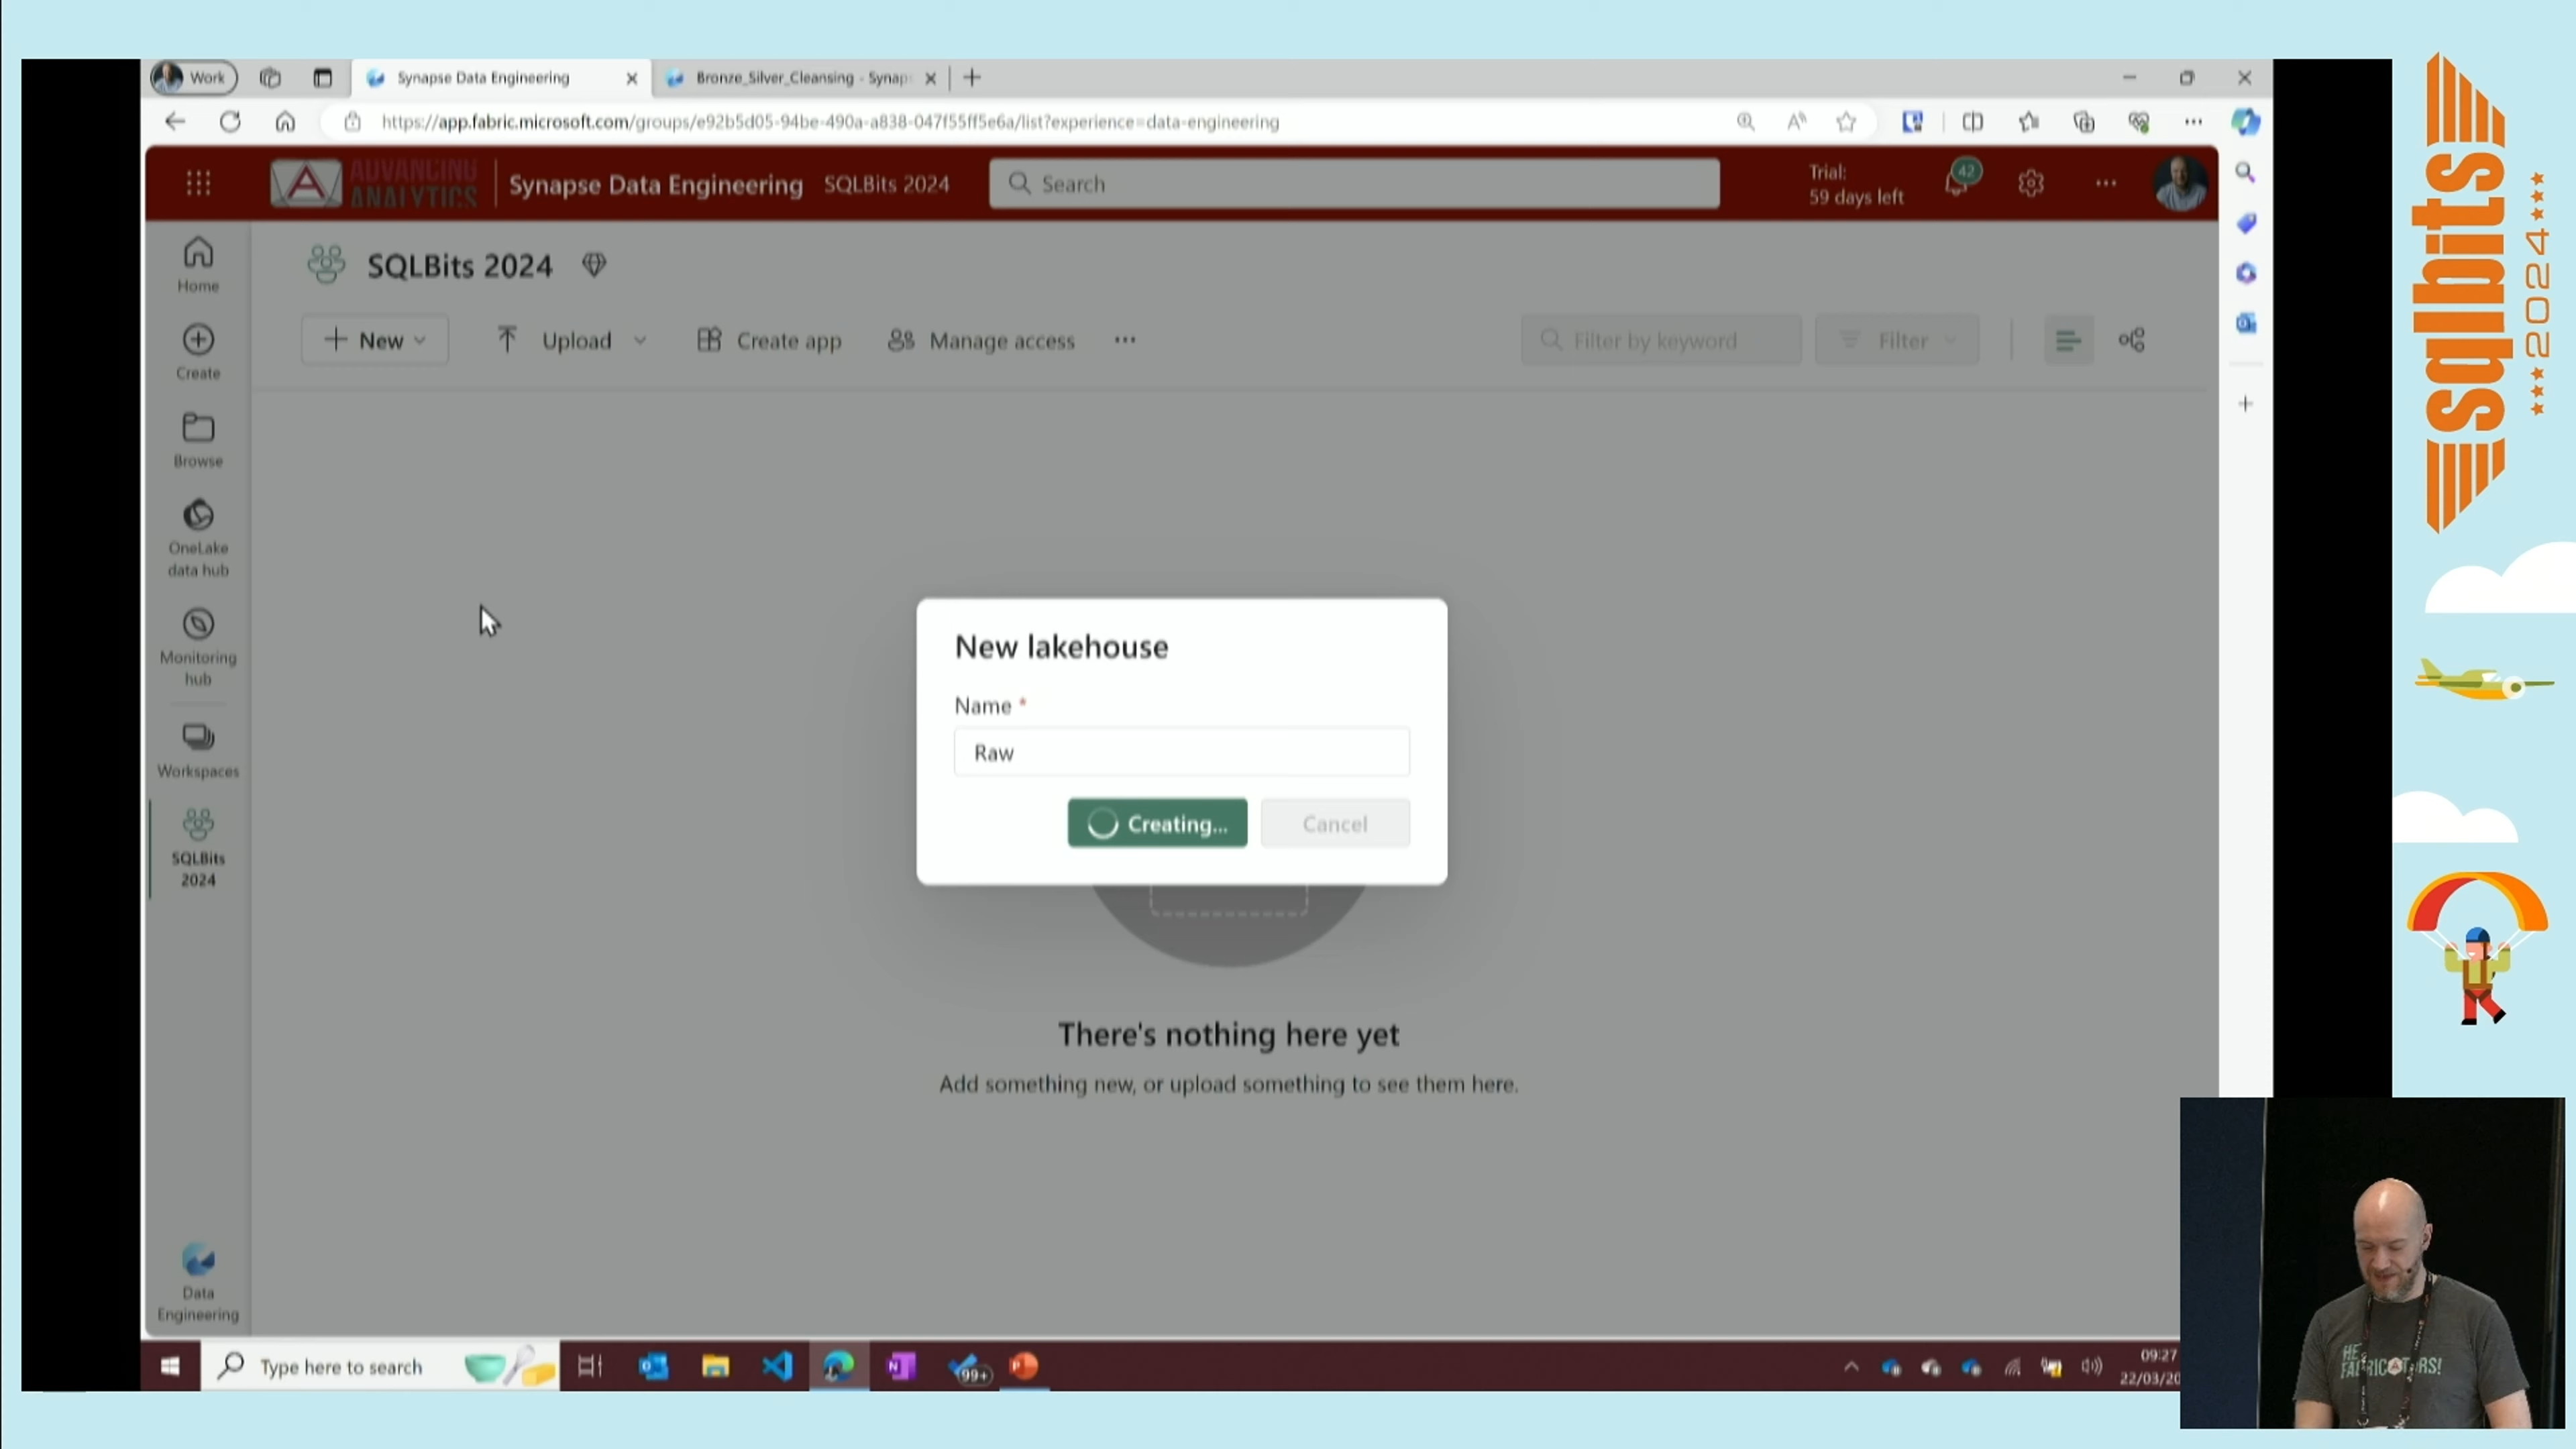 Work
Synapse Data Engineering
Bronze_Silver_Cleansing - Synap
https://app.fabric.microsoft.com/groups/e92b5d05-94be-490a-a838-047f55ff5e6a/list?experience=data-engineering
ADVANCING
ANALYTICS
Synapse Data Engineering
SQLBits 2024
Search
Trial:
59 days left
42
Home
Create
Browse
OneLake
data hub
Monitoring
hub
Workspaces
SQLBits
2024
Data
Engineering
SQLBits 2024
New
Upload
Create app
Manage access
Filter by keyword
Filter
New lakehouse
Name *
Raw
Creating...
Cancel
There's nothing here yet
Add something new, or upload something to see them here.
Type here to search
99+
09:27
22/03/20
sqlbits
2024